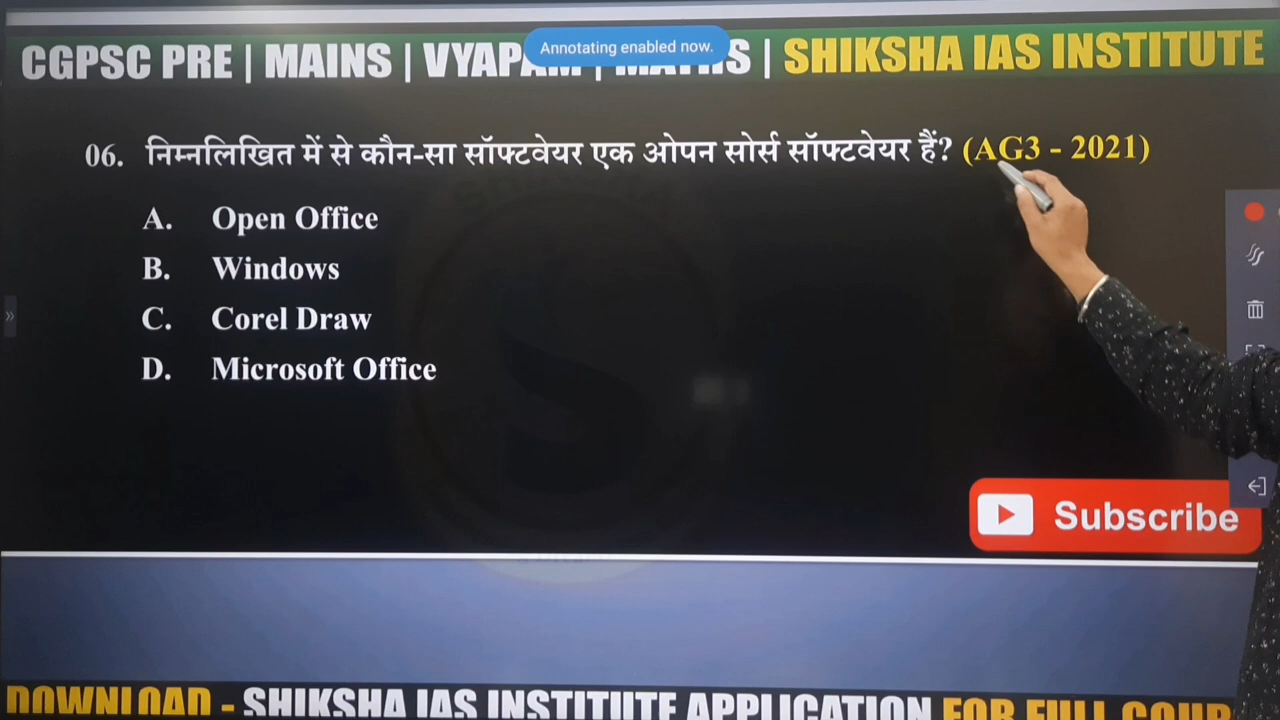 CGPSC PRE | MAINS | VYAPAM | MATHS | SHIKSHA IAS INSTITUTE
Annotating enabled now.
06. निम्नलिखित में से कौन-सा सॉफ्टवेयर एक ओपन सोर्स सॉफ्टवेयर हैं? (AG3 - 2021)
A. Open Office
B. Windows
C. Corel Draw
D. Microsoft Office
Subscribe
DOWNLOAD - SHIKSHA IAS INSTITUTE APPLICATION FOR FULL